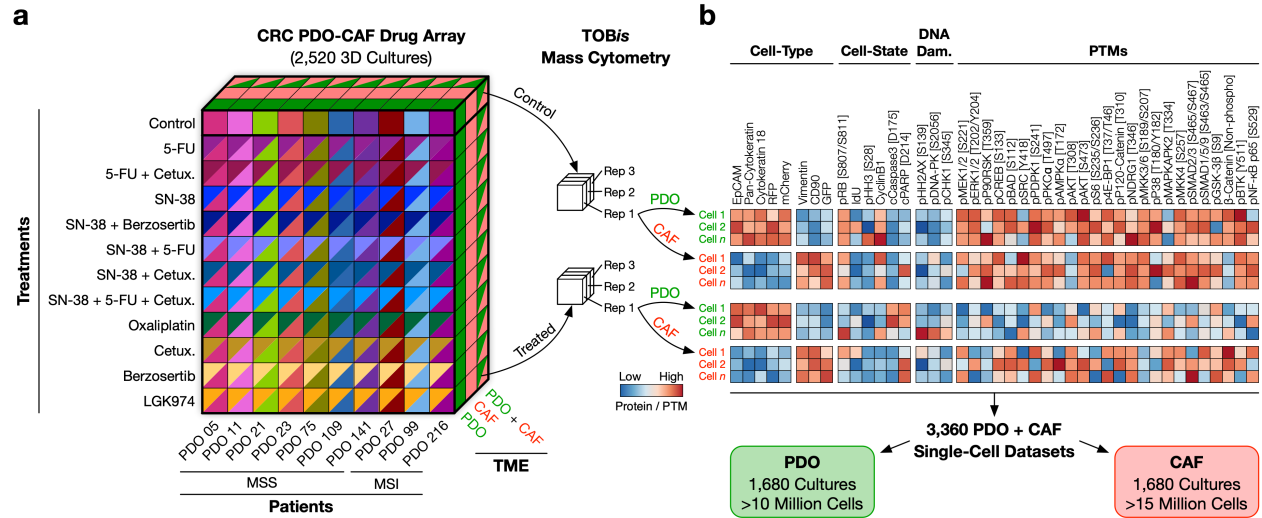 a
CRC PDO-CAF Drug Array
(2,520 3D Cultures)
TOBis
Mass Cytometry
Treatments
Control
5-FU
5-FU + Cetux.
SN-38
SN-38 + Berzosertib
SN-38 + 5-FU
SN-38 + Cetux.
SN-38 + 5-FU + Cetux.
Oxaliplatin
Cetux.
Berzosertib
LGK974
PDO 05
PDO 11
PDO 21
PDO 23
PDO 75
PDO 109
PDO 141
PDO 27
PDO 99
PDO 216
MSS
MSI
Patients
PDO
CAF
PDO + CAF
TME
Control
Treated
Rep 3
Rep 2
Rep 1
Rep 3
Rep 2
Rep 1
PDO
CAF
PDO
CAF
b
Cell-Type
Cell-State
DNA
Dam.
PTMs
EpCAM
Pan-Cytokeratin
Cytokeratin 18
RFP
mCherry
Vimentin
CD90
GFP
pRB [S807/S811]
IdU
pHH3 [S28]
CyclinB1
cCaspase3 [D175]
cPARP [D214]
pHH2AX [S139]
pDNA-PK [S2056]
pCHK1 [S345]
pMEK1/2 [S221]
pERK1/2 [T202/Y204]
pP90RSK [T359]
pCREB [S133]
pBAD [S112]
pSRC [Y418]
pPDPK1 [S241]
pPKCα [T497]
pAMPKα [T172]
pAKT [T308]
pAKT [S473]
pS6 [S235/S236]
p4E-BP1 [T37/T46]
pP120-Catenin [T310]
pNDRG1 [T346]
pMKK3/6 [S189/S207]
pP38 [T180/Y182]
pMAPKAPK2 [T334]
pMKK4 [S257]
pSMAD2/3 [S465/S467]
pSMAD1/5/9 [S463/S465]
pGSK-3β [S9]
β-Catenin [Non-phospho]
pBTK [Y511]
pNF-κB p65 [S529]
Cell 1
Cell 2
Cell n
Cell 1
Cell 2
Cell n
Cell 1
Cell 2
Cell n
Cell 1
Cell 2
Cell n
Low
High
Protein / PTM
3,360 PDO + CAF
Single-Cell Datasets
PDO
1,680 Cultures
>10 Million Cells
CAF
1,680 Cultures
>15 Million Cells